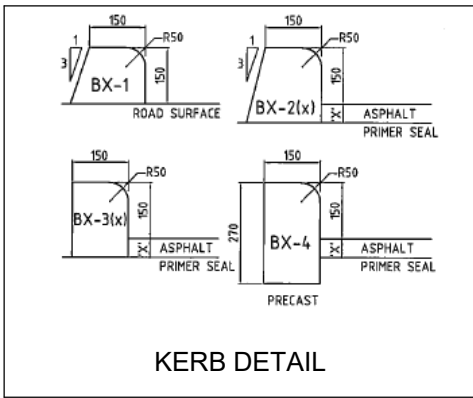 150
1
3
R50
150
BX-1
ROAD SURFACE
150
1
3
R50
150
BX-2(x)
'X'
ASPHALT
PRIMER SEAL
150
R50
150
BX-3(x)
'X'
ASPHALT
PRIMER SEAL
150
R50
270
150
BX-4
'X'
ASPHALT
PRIMER SEAL
PRECAST
KERB DETAIL